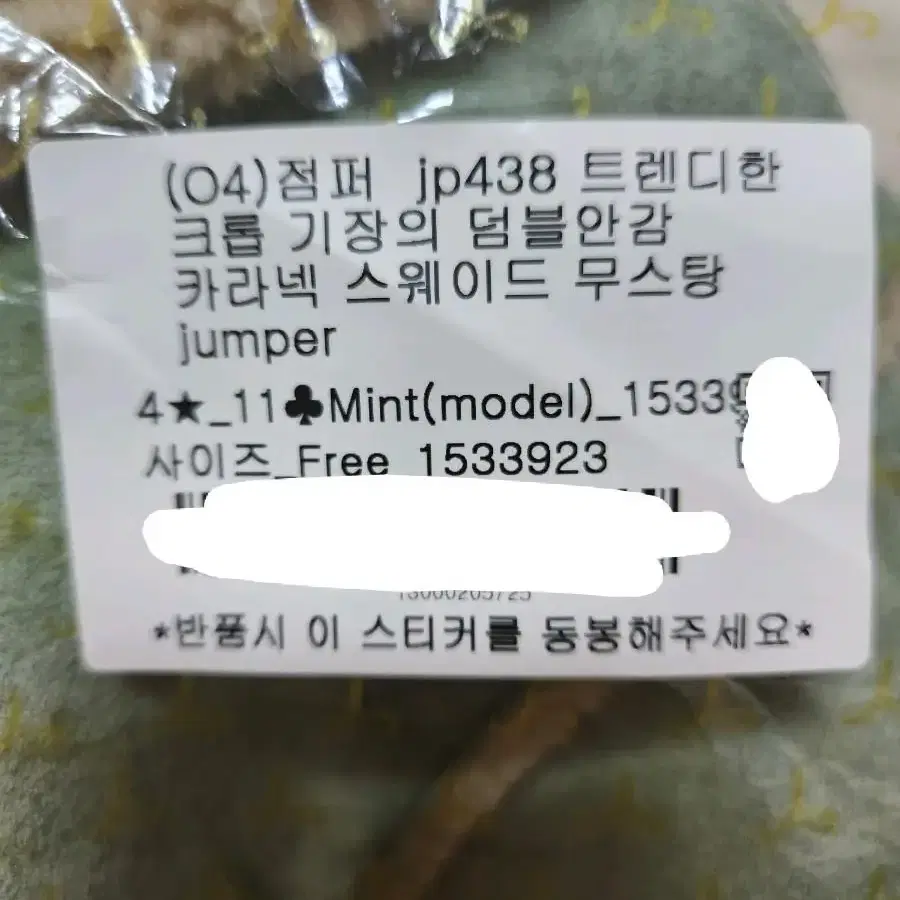 (04)점퍼 jp438 트렌디한
크롭 기장의 덤블안감
카라넥 스웨이드 무스탕
jumper
4★_11♣Mint(model)_15339
사이즈_Free 1533923
*반품시 이 스티커를 동봉해주세요*